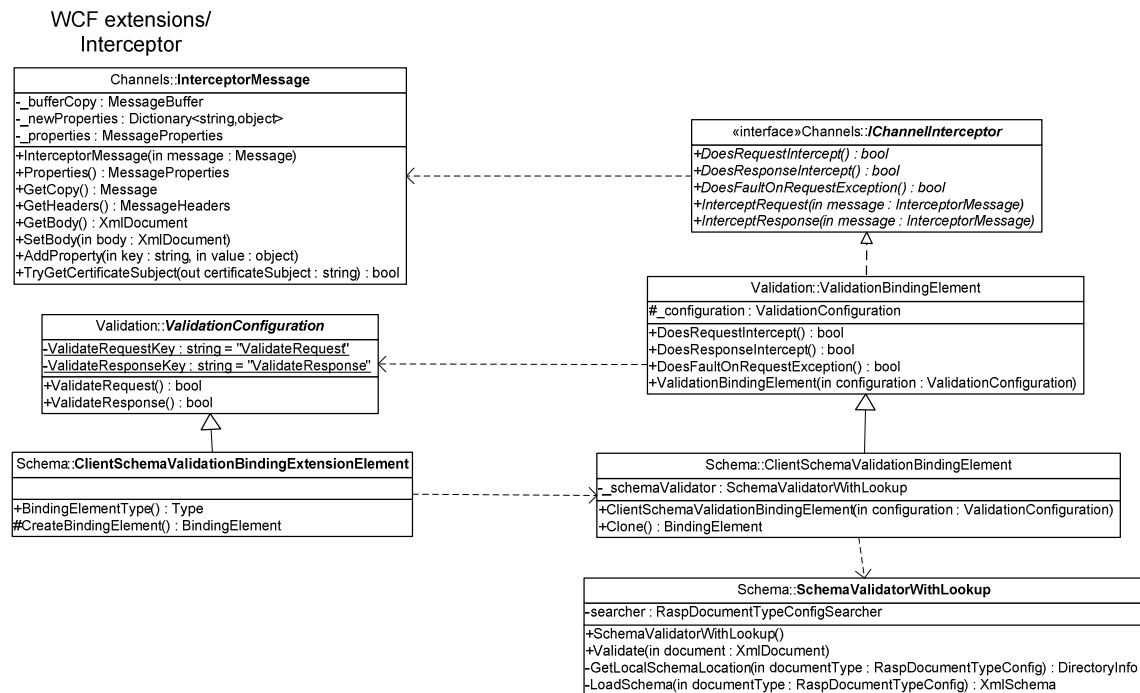 WCF extensions/
Interceptor
Channels::InterceptorMessage
-_bufferCopy : MessageBuffer
-_newProperties : Dictionary<string,object>
-_properties : MessageProperties
+InterceptorMessage(in message : Message)
+Properties() : MessageProperties
+GetCopy() : Message
+GetHeaders() : MessageHeaders
+GetBody() : XmlDocument
+SetBody(in body : XmlDocument)
+AddProperty(in key : string, in value : object)
+TryGetCertificateSubject(out certificateSubject : string) : bool
«interface»Channels::IChannelInterceptor
+DoesRequestIntercept() : bool
+DoesResponseIntercept() : bool
+DoesFaultOnRequestException() : bool
+InterceptRequest(in message : InterceptorMessage)
+InterceptResponse(in message : InterceptorMessage)
Validation::ValidationBindingElement
#_configuration : ValidationConfiguration
+DoesRequestIntercept() : bool
+DoesResponseIntercept() : bool
+DoesFaultOnRequestException() : bool
+ValidationBindingElement(in configuration : ValidationConfiguration)
Validation::ValidationConfiguration
-ValidateRequestKey : string = "ValidateRequest"
-ValidateResponseKey : string = "ValidateResponse"
+ValidateRequest() : bool
+ValidateResponse() : bool
Schema::ClientSchemaValidationBindingExtensionElement
+BindingElementType() : Type
#CreateBindingElement() : BindingElement
Schema::ClientSchemaValidationBindingElement
-_schemaValidator : SchemaValidatorWithLookup
+ClientSchemaValidationBindingElement(in configuration : ValidationConfiguration)
+Clone() : BindingElement
Schema::SchemaValidatorWithLookup
-searcher : RaspDocumentTypeConfigSearcher
+SchemaValidatorWithLookup()
+Validate(in document : XmlDocument)
-GetLocalSchemaLocation(in documentType : RaspDocumentTypeConfig) : DirectoryInfo
-LoadSchema(in documentType : RaspDocumentTypeConfig) : XmlSchema